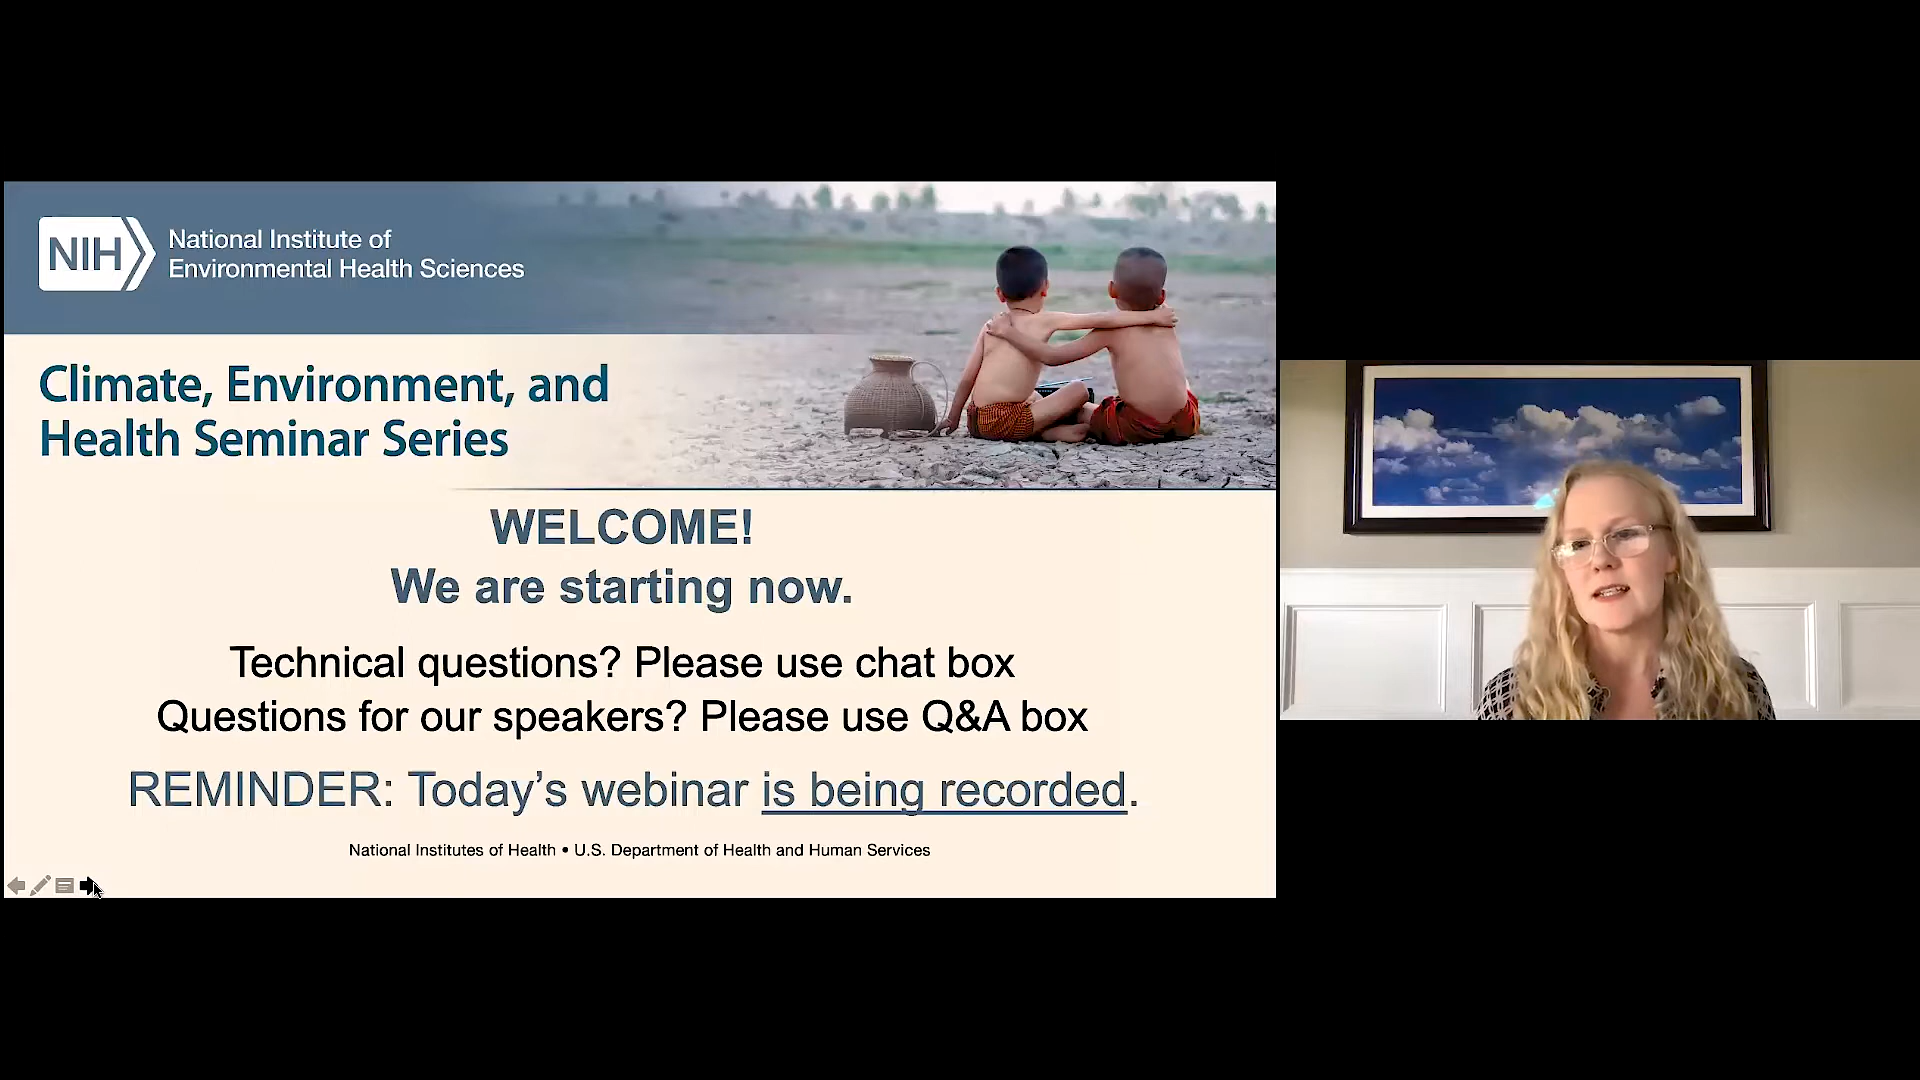 NIH
National Institute of
Environmental Health Sciences
Climate, Environment, and
Health Seminar Series
WELCOME!
We are starting now.
Technical questions? Please use chat box
Questions for our speakers? Please use Q&A box
REMINDER: Today’s webinar is being recorded.
National Institutes of Health • U.S. Department of Health and Human Services